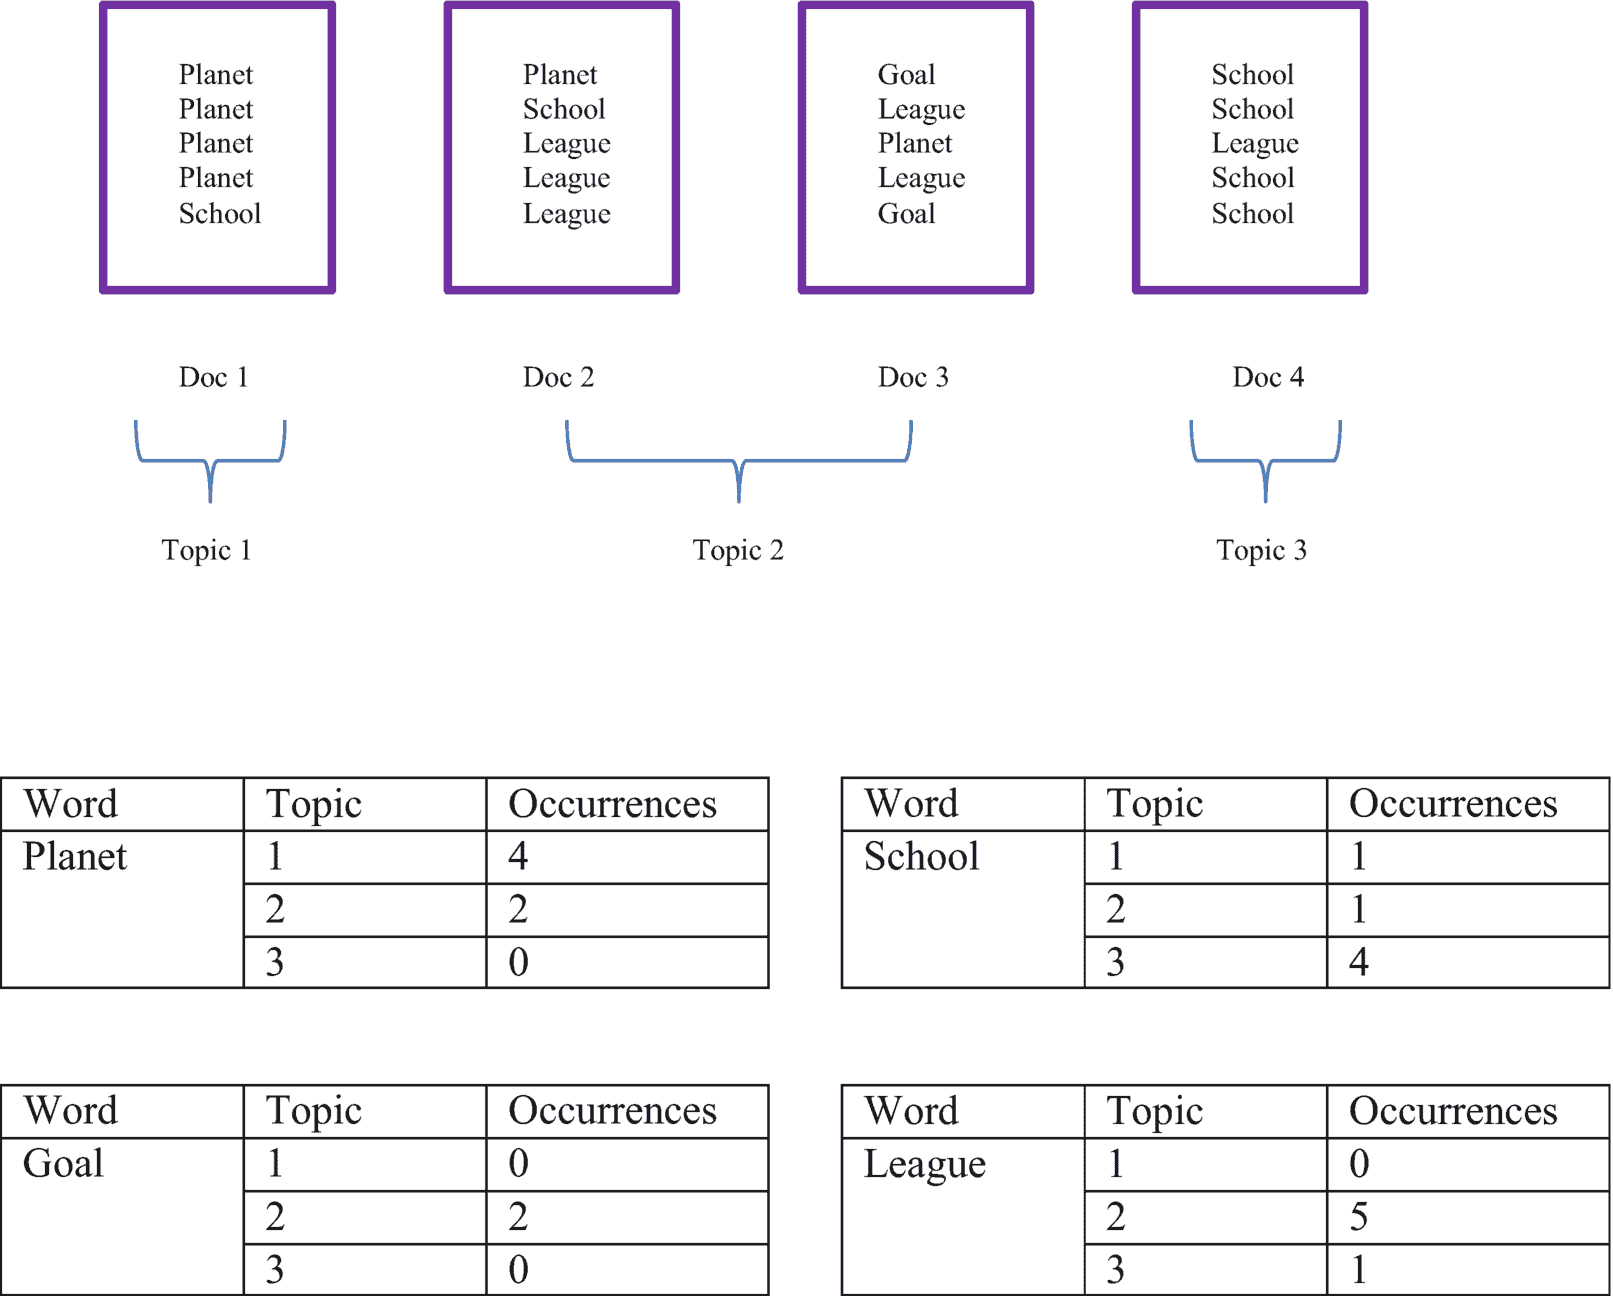 Planet
Planet
Planet
Planet
School
Planet
School
League
League
League
Goal
League
Planet
League
Goal
School
School
League
School
School
Doc 1
Doc 2
Doc 3
Doc 4
Topic 1
Topic 2
Topic 3
Word Topic Occurrences
Planet 1 4
2 2
3 0
Word Topic Occurrences
School 1 1
2 1
3 4
Word Topic Occurrences
Goal 1 0
2 2
3 0
Word Topic Occurrences
League 1 0
2 5
3 1